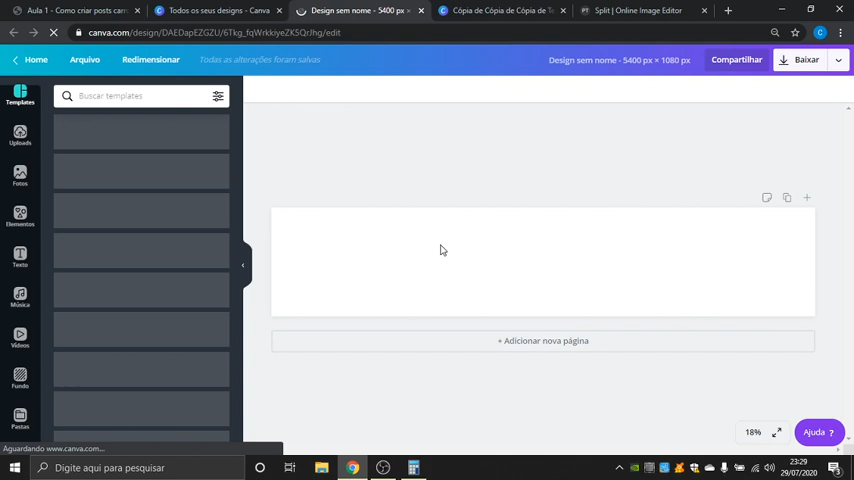 Aula 1 - Como criar posts carr
Todos os seus designs - Canva
Design sem nome - 5400 px ×
Cópia de Cópia de Cópia de Te
Split | Online Image Editor
canva.com/design/DAEDapEZGZU/6Tkg_fqWrkkiyeZK5QrJhg/edit
Home
Arquivo
Redimensionar
Todas as alterações foram salvas
Design sem nome - 5400 px × 1080 px
Compartilhar
Baixar
Templates
Buscar templates
Uploads
Fotos
Elementos
Texto
Música
Vídeos
Fundo
Pastas
+ Adicionar nova página
18%
Ajuda ?
Aguardando www.canva.com...
Digite aqui para pesquisar
23:29
29/07/2020